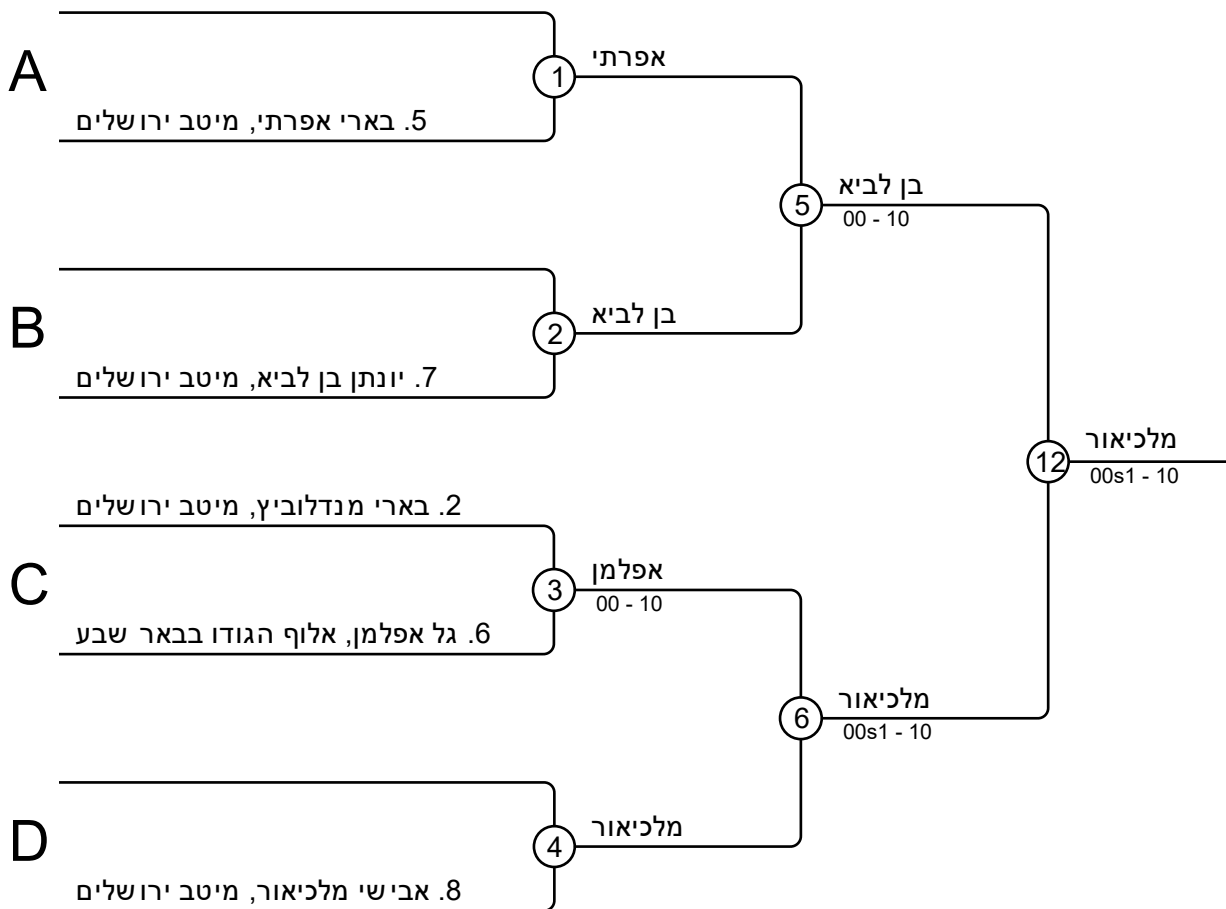 A
1
אפרתי
5. בארי אפרתי, מיטב ירושלים
5
בן לביא
00 - 10
B
2
בן לביא
7. יונתן בן לביא, מיטב ירושלים
12
מלכיאור
00s1 - 10
2. בארי מנדלוביץ, מיטב ירושלים
C
3
אפלמן
00 - 10
6. גל אפלמן, אלוף הגודו בבאר שבע
6
מלכיאור
00s1 - 10
D
4
מלכיאור
8. אבישי מלכיאור, מיטב ירושלים